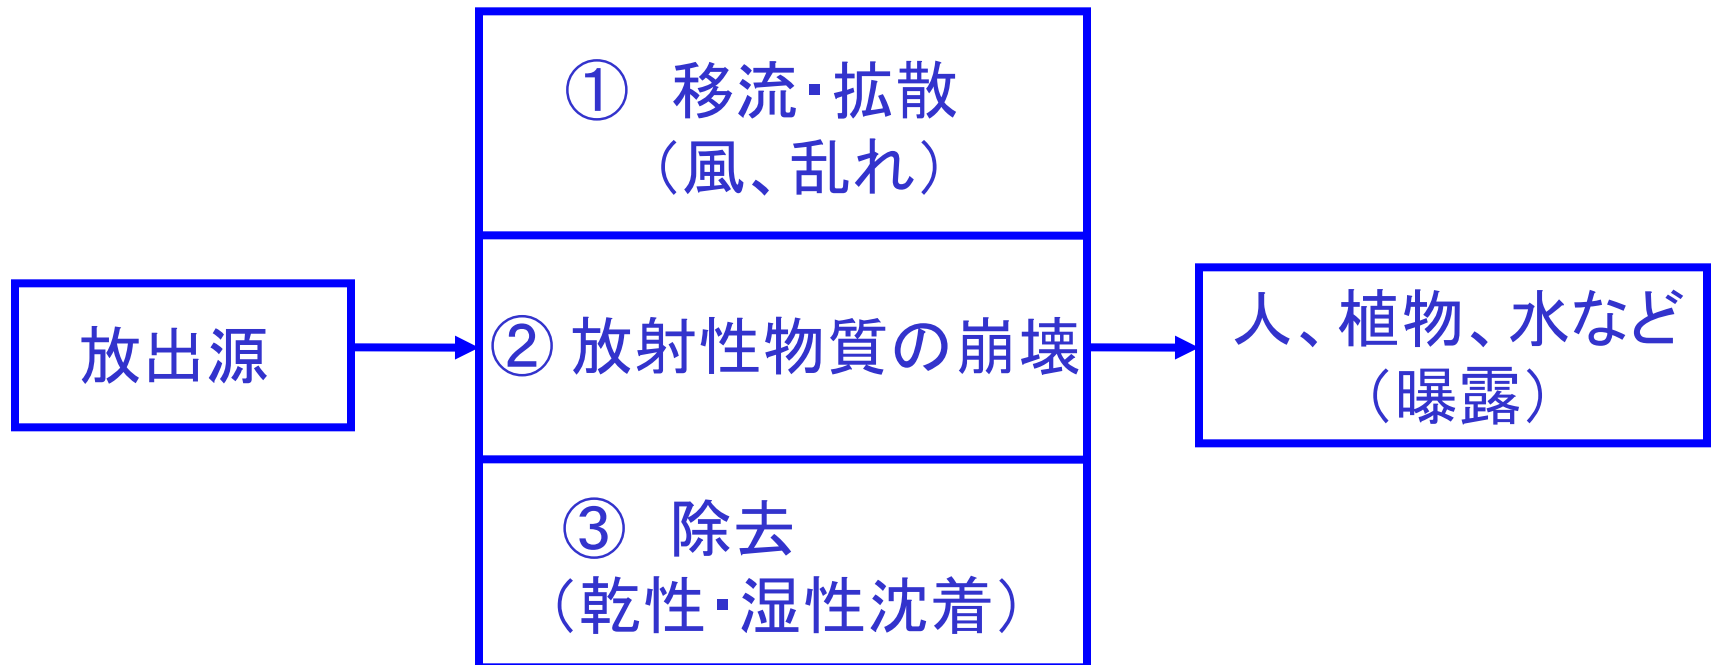 放出源
① 移流・拡散
（風、乱れ）
② 放射性物質の崩壊
③ 除去
（乾性・湿性沈着）
人、植物、水など
（曝露）